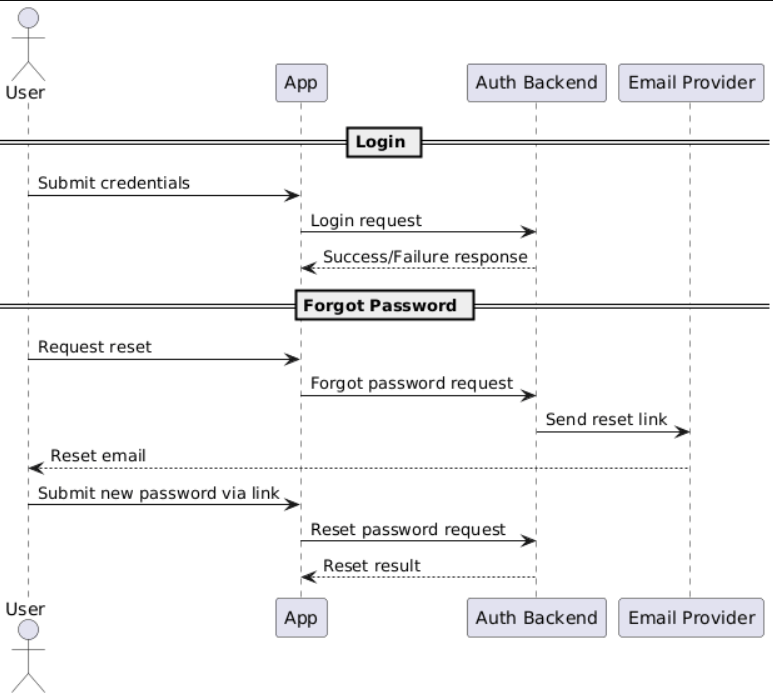 User
App
Auth Backend
Email Provider
Login
Submit credentials
Login request
Success/Failure response
Forgot Password
Request reset
Forgot password request
Send reset link
Reset email
Submit new password via link
Reset password request
Reset result
User
App
Auth Backend
Email Provider